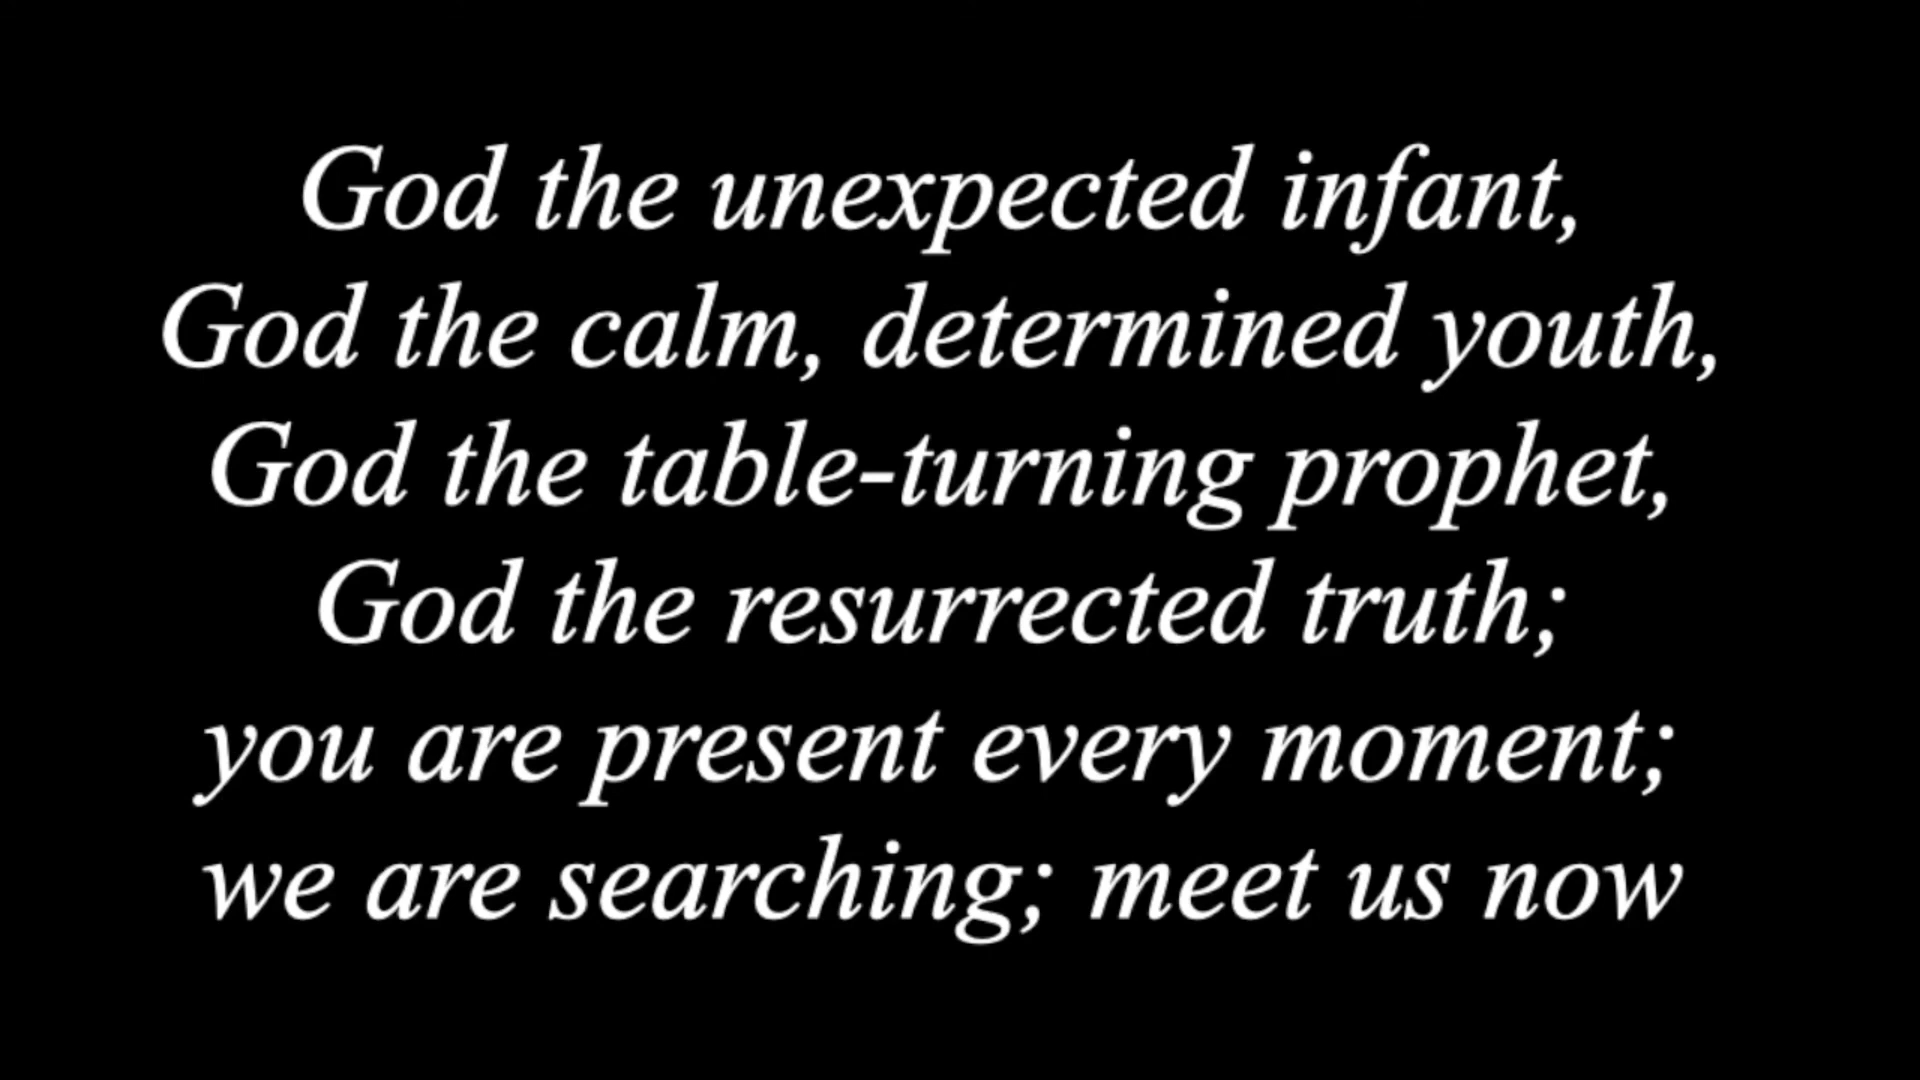 God the unexpected infant,
God the calm, determined youth,
God the table-turning prophet,
God the resurrected truth;
you are present every moment;
we are searching; meet us now